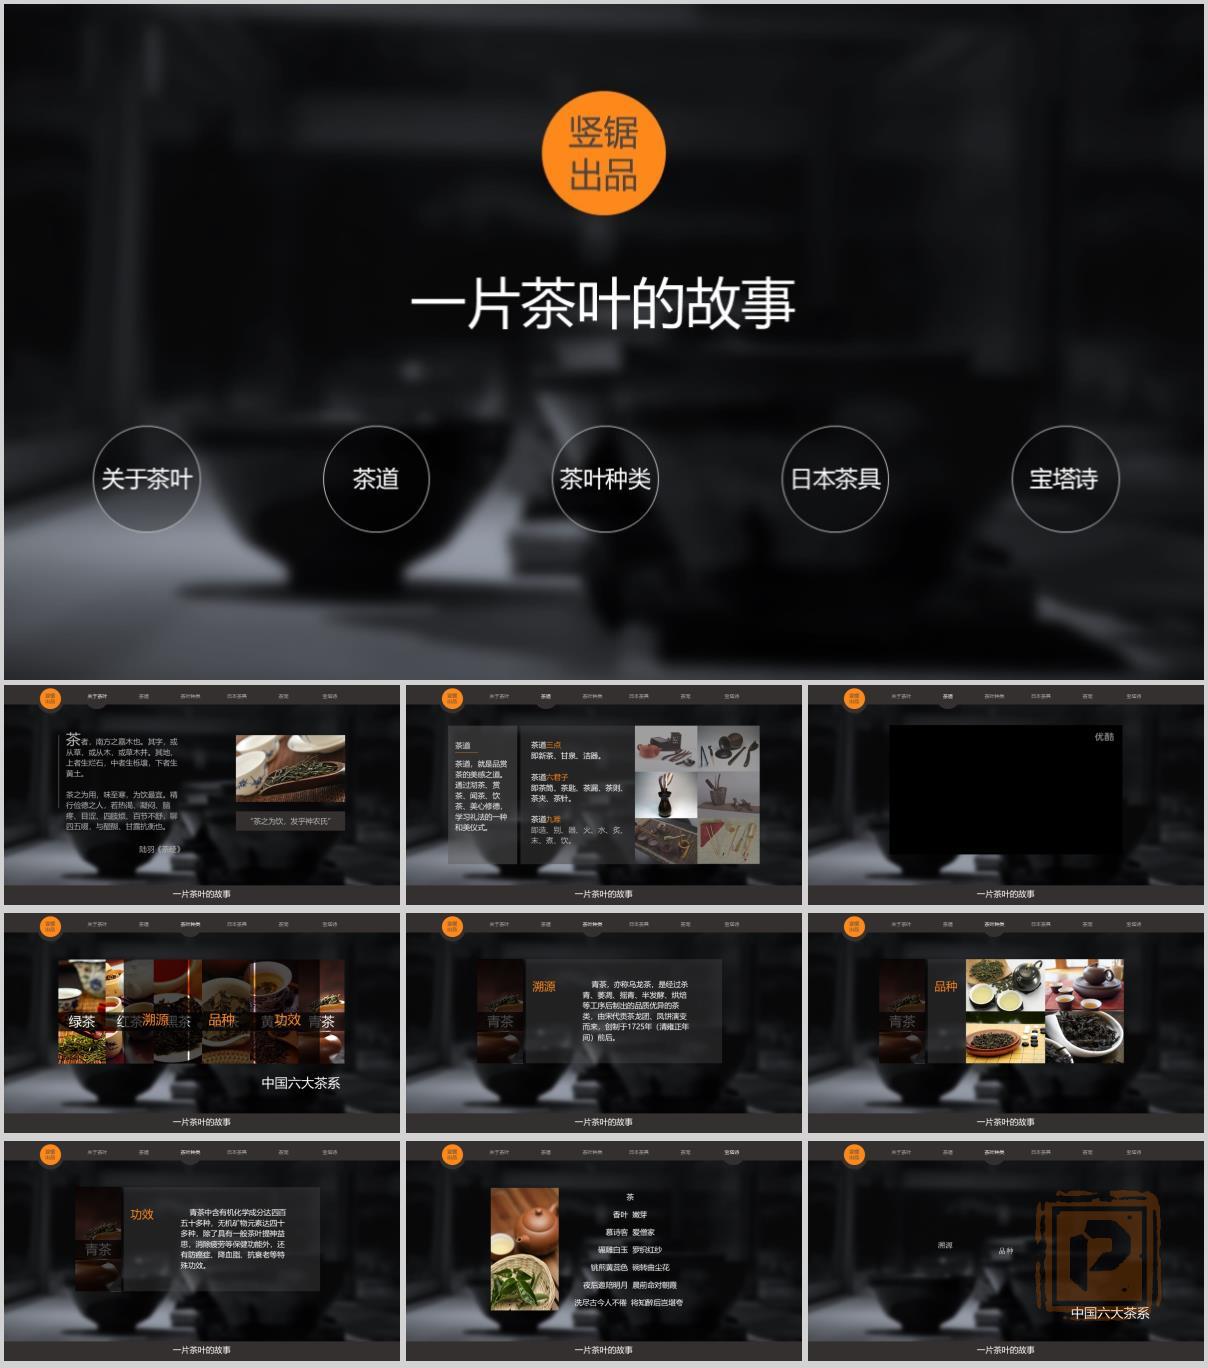 竖锯
出品
一片茶叶的故事
关于茶叶
茶道
茶叶种类
日本茶具
宝塔诗
竖锯
出品
关于茶叶 茶道 茶叶种类 日本茶具 茶宠 宝塔诗
茶者，南方之嘉木也。其字，或
从草，或从木，或草木并。其地，
上者生烂石，中者生栎壤，下者生
黄土。
茶之为用，味至寒，为饮最宜。精
行俭德之人，若热渴、凝闷、脑
疼、目涩、四肢烦、百节不舒，聊
四五啜，与醍醐、甘露抗衡也。
陆羽《茶经》
“茶之为饮，发乎神农氏”
一片茶叶的故事
竖锯
出品
关于茶叶 茶道 茶叶种类 日本茶具 茶宠 宝塔诗
茶道
茶道，就是品赏
茶的美感之道。
通过沏茶、赏
茶、闻茶、饮
茶、美心修德，
学习礼法的一种
和美仪式。
茶道三点
即新茶、甘泉、洁器。
茶道六君子
即茶筒、茶匙、茶漏、茶则、
茶夹、茶针。
茶道九难
即造、别、器、火、水、炙、
末、煮、饮。
一片茶叶的故事
竖锯
出品
关于茶叶 茶道 茶叶种类 日本茶具 茶宠 宝塔诗
优酷
一片茶叶的故事
竖锯
出品
关于茶叶 茶道 茶叶种类 日本茶具 茶宠 宝塔诗
绿茶
溯源
品种
功效
青茶
中国六大茶系
一片茶叶的故事
竖锯
出品
关于茶叶 茶道 茶叶种类 日本茶具 茶宠 宝塔诗
青茶
溯源
青茶，亦称乌龙茶，是经过杀
青、萎凋、摇青、半发酵、烘焙
等工序后制出的品质优异的茶
类，由宋代贡茶龙团、凤饼演变
而来，创制于1725年（清雍正年
间）前后。
一片茶叶的故事
竖锯
出品
关于茶叶 茶道 茶叶种类 日本茶具 茶宠 宝塔诗
青茶
品种
一片茶叶的故事
竖锯
出品
关于茶叶 茶道 茶叶种类 日本茶具 茶宠 宝塔诗
青茶
功效
青茶中含有机化学成分达四百
五十多种，无机矿物元素达四十
多种，除了具有一般茶叶提神益
思，消除疲劳等保健功能外，还
有防癌症、降血脂、抗衰老等特
殊功效。
一片茶叶的故事
竖锯
出品
关于茶叶 茶道 茶叶种类 日本茶具 茶宠 宝塔诗
茶
香叶 嫩芽
慕诗客 爱僧家
碾雕白玉 罗织红纱
铫煎黄蕊色 碗转曲尘花
夜后邀陪明月 晨前命对朝霞
洗尽古今人不倦 将知醉后岂堪夸
一片茶叶的故事
竖锯
出品
关于茶叶 茶道 茶叶种类 日本茶具 茶宠 宝塔诗
溯源
品种
中国六大茶系
一片茶叶的故事